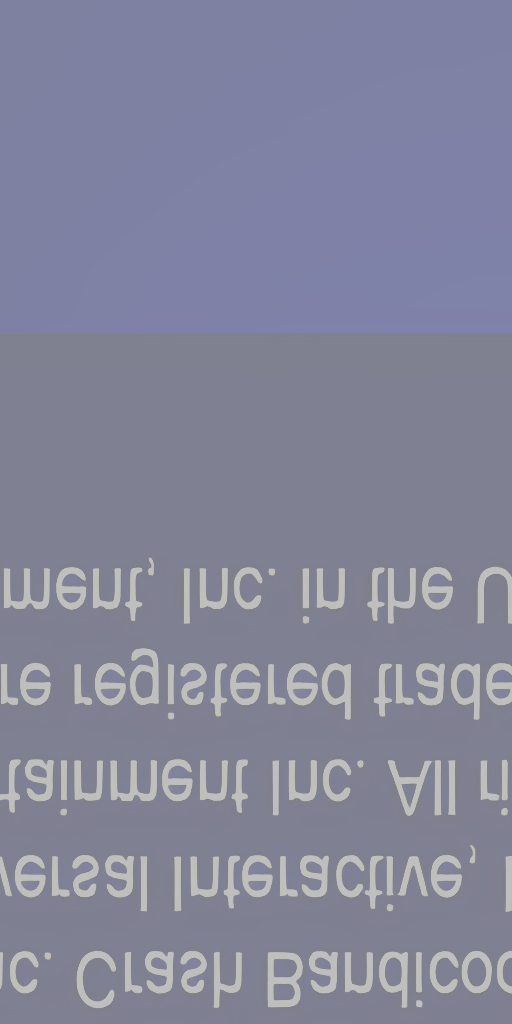 nc. Crash Bandicoo
versal Interactive,
tainment Inc. All ri
re registered trade
ment, Inc. in the U